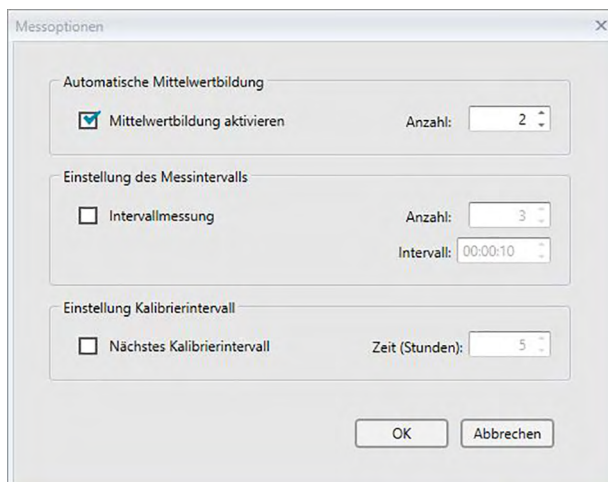 Messoptionen
Automatische Mittelwertbildung
Mittelwertbildung aktivieren Anzahl: 2
Einstellung des Messintervalls
Intervallmessung Anzahl: 3
Intervall: 00:00:10
Einstellung Kalibrierintervall
Nächstes Kalibrierintervall Zeit (Stunden): 5
OK Abbrechen